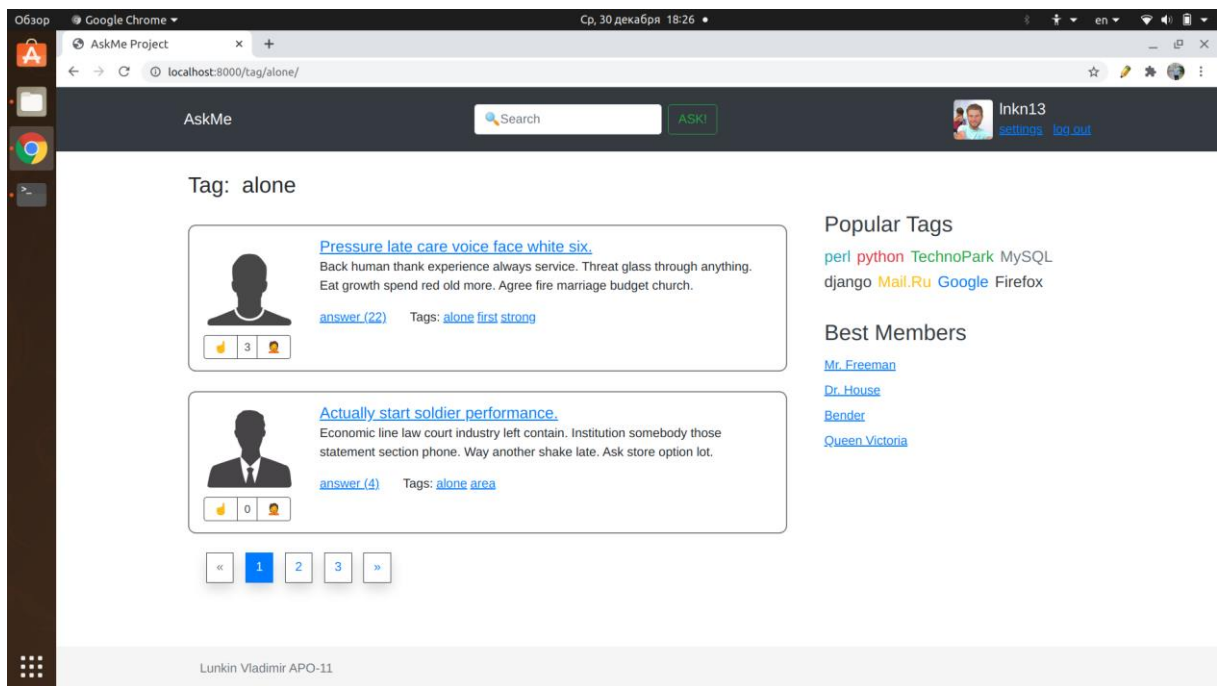 Обзор Google Chrome Ср, 30 декабря 18:26 en
AskMe Project
localhost:8000/tag/alone/
AskMe Search ASK! lnkn13
settings log out
Tag: alone
Pressure late care voice face white six.
Back human thank experience always service. Threat glass through anything.
Eat growth spend red old more. Agree fire marriage budget church.
answer (22) Tags: alone first strong
3
Actually start soldier performance.
Economic line law court industry left contain. Institution somebody those
statement section phone. Way another shake late. Ask store option lot.
answer (4) Tags: alone area
0
« 1 2 3 »
Popular Tags
perl python TechnoPark MySQL
django Mail.Ru Google Firefox
Best Members
Mr. Freeman
Dr. House
Bender
Queen Victoria
Lunkin Vladimir APO-11